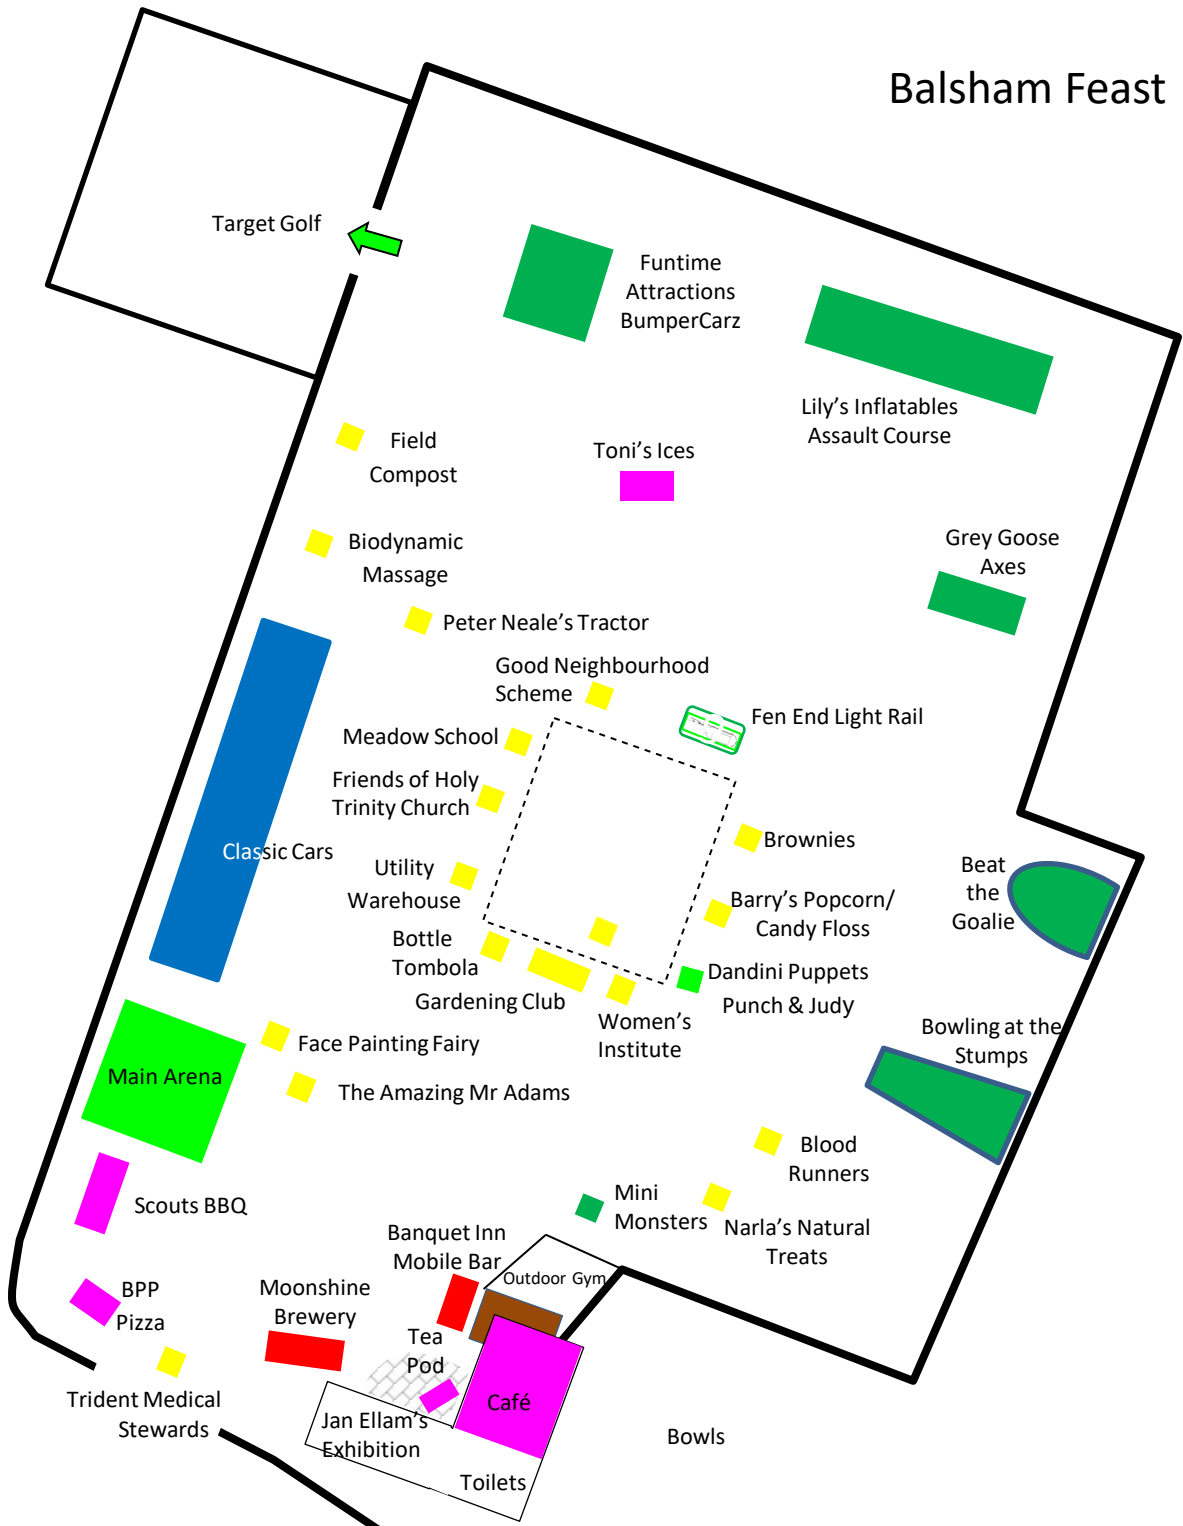 Balsham Feast
Target Golf
Funtime
Attractions
BumperCarz
Lily's Inflatables
Assault Course
Field
Compost
Toni's Ices
Biodynamic
Massage
Grey Goose
Axes
Peter Neale's Tractor
Good Neighbourhood
Scheme
Fen End Light Rail
Meadow School
Friends of Holy
Trinity Church
Classic Cars
Utility
Warehouse
Brownies
Barry's Popcorn/
Candy Floss
Beat
the
Goalie
Bottle
Tombola
Gardening Club
Dandini Puppets
Punch & Judy
Women's
Institute
Bowling at the
Stumps
Face Painting Fairy
Main Arena
The Amazing Mr Adams
Blood
Runners
Scouts BBQ
Mini
Monsters
Narla's Natural
Treats
Banquet Inn
Mobile Bar
Outdoor Gym
BPP
Pizza
Moonshine
Brewery
Tea
Pod
Café
Trident Medical
Stewards
Jan Ellam's
Exhibition
Bowls
Toilets